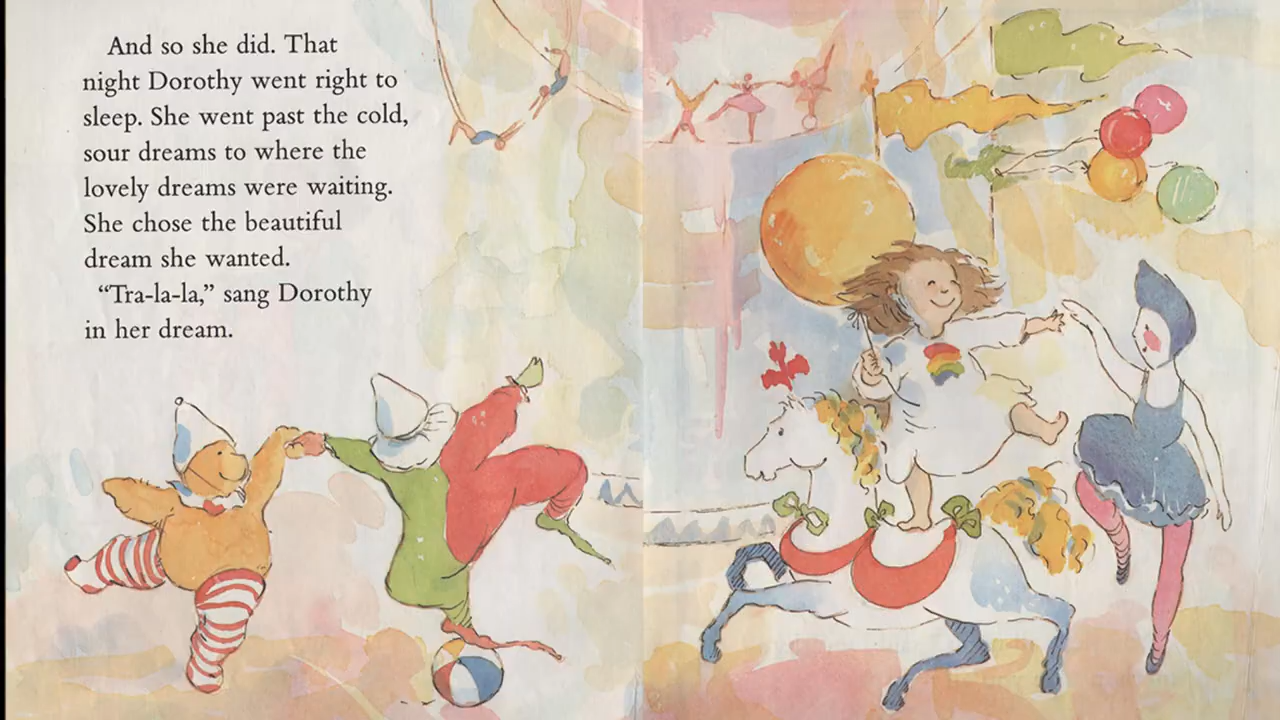 And so she did. That
night Dorothy went right to
sleep. She went past the cold,
sour dreams to where the
lovely dreams were waiting.
She chose the beautiful
dream she wanted.
“Tra-la-la,” sang Dorothy
in her dream.